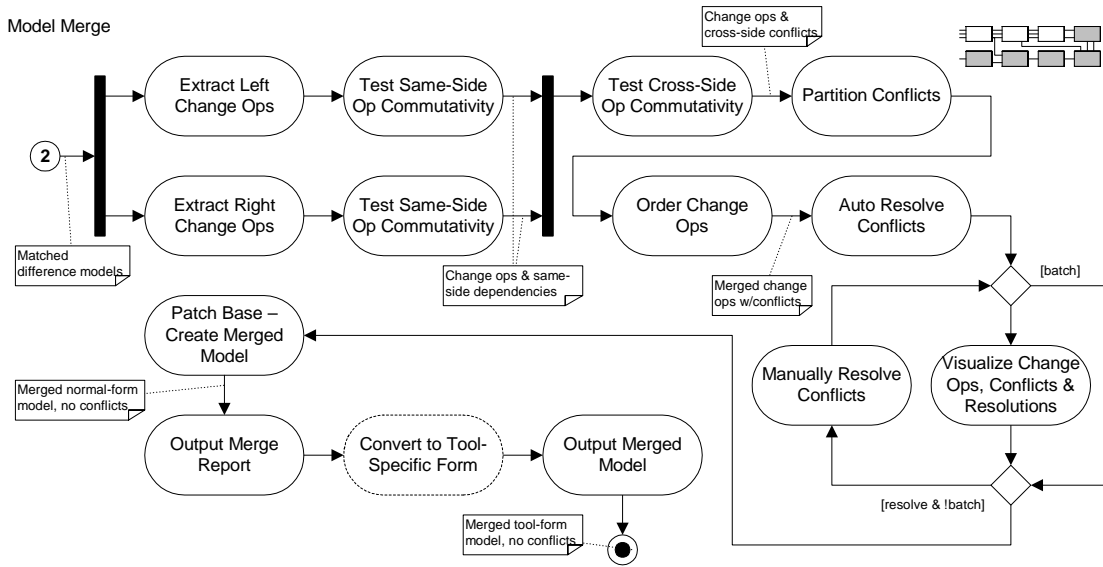 Model Merge
Change ops &
cross-side conflicts
Extract Left
Change Ops
Test Same-Side
Op Commutativity
Test Cross-Side
Op Commutativity
Partition Conflicts
2
Extract Right
Change Ops
Test Same-Side
Op Commutativity
Order Change
Ops
Auto Resolve
Conflicts
Matched
difference models
Change ops & same-
side dependencies
Merged change
ops w/conflicts
[batch]
Patch Base –
Create Merged
Model
Manually Resolve
Conflicts
Visualize Change
Ops, Conflicts &
Resolutions
Merged normal-form
model, no conflicts
Output Merge
Report
Convert to Tool-
Specific Form
Output Merged
Model
[resolve & !batch]
Merged tool-form
model, no conflicts